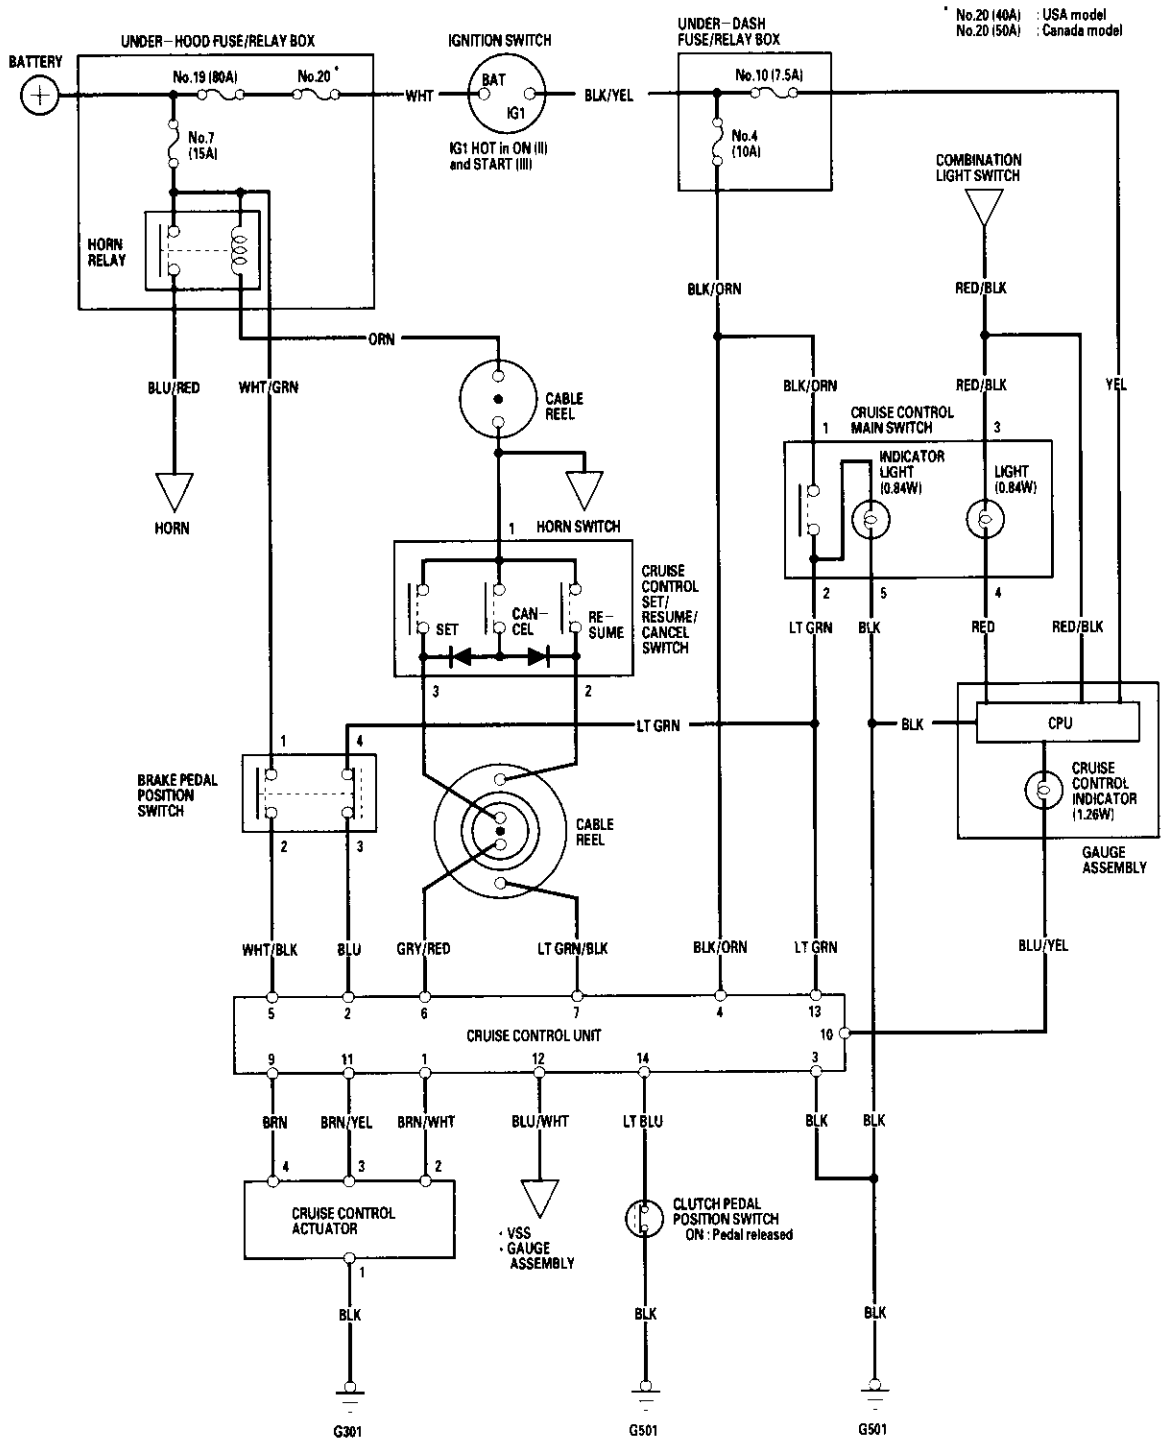 * No.20 (40A) : USA model
No.20 (50A) : Canada model
UNDER-HOOD FUSE/RELAY BOX
IGNITION SWITCH
UNDER-DASH
FUSE/RELAY BOX
BATTERY
No.19 (80A)
No.20 *
WHT
BAT
IG1
BLK/YEL
No.10 (7.5A)
No.7
(15A)
IG1 HOT in ON (II)
and START (III)
No.4
(10A)
COMBINATION
LIGHT SWITCH
HORN
RELAY
BLK/ORN
RED/BLK
ORN
BLU/RED
WHT/GRN
CABLE
REEL
BLK/ORN
RED/BLK
YEL
CRUISE CONTROL
MAIN SWITCH
1
3
INDICATOR
LIGHT
(0.84W)
LIGHT
(0.84W)
HORN
HORN SWITCH
1
CRUISE
CONTROL
SET/
RESUME/
CANCEL
SWITCH
SET
CAN-
CEL
RE-
SUME
2
5
4
LT GRN
BLK
RED
RED/BLK
3
2
LT GRN
BLK
CPU
1
4
BRAKE PEDAL
POSITION
SWITCH
CRUISE
CONTROL
INDICATOR
(1.26W)
CABLE
REEL
2
3
GAUGE
ASSEMBLY
WHT/BLK
BLU
GRY/RED
LT GRN/BLK
BLK/ORN
LT GRN
BLU/YEL
5
2
6
7
4
13
CRUISE CONTROL UNIT
10
9
11
1
12
14
3
BRN
BRN/YEL
BRN/WHT
BLU/WHT
LT BLU
BLK
BLK
4
3
2
CRUISE CONTROL
ACTUATOR
· VSS
· GAUGE
ASSEMBLY
CLUTCH PEDAL
POSITION SWITCH
ON : Pedal released
1
BLK
BLK
BLK
G301
G501
G501